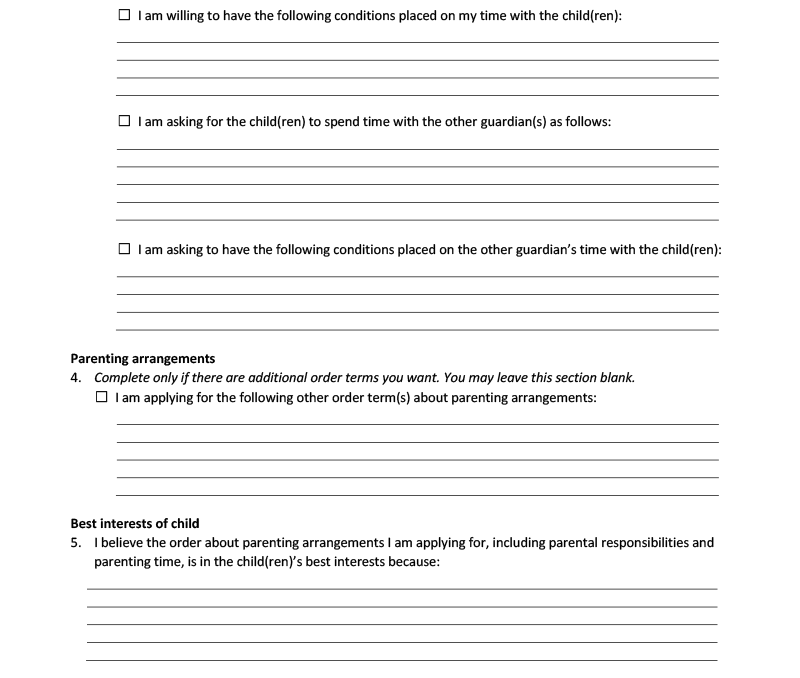 ☐ I am willing to have the following conditions placed on my time with the child(ren):
☐ I am asking for the child(ren) to spend time with the other guardian(s) as follows:
☐ I am asking to have the following conditions placed on the other guardian's time with the child(ren):
Parenting arrangements
4. Complete only if there are additional order terms you want. You may leave this section blank.
☐ I am applying for the following other order term(s) about parenting arrangements:
Best interests of child
5. I believe the order about parenting arrangements I am applying for, including parental responsibilities and
parenting time, is in the child(ren)'s best interests because: